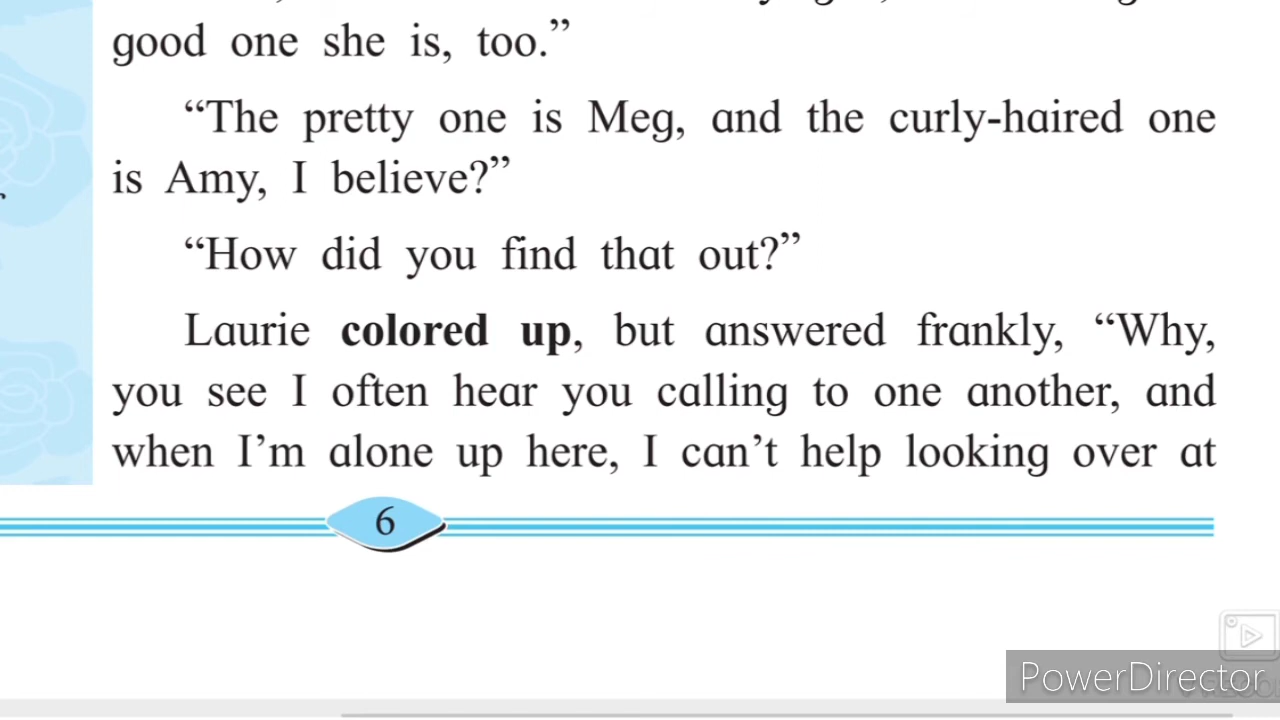 good one she is, too.”
“The pretty one is Meg, and the curly-haired one
is Amy, I believe?”
“How did you find that out?”
Laurie colored up, but answered frankly, “Why,
you see I often hear you calling to one another, and
when I’m alone up here, I can’t help looking over at
6
PowerDirector